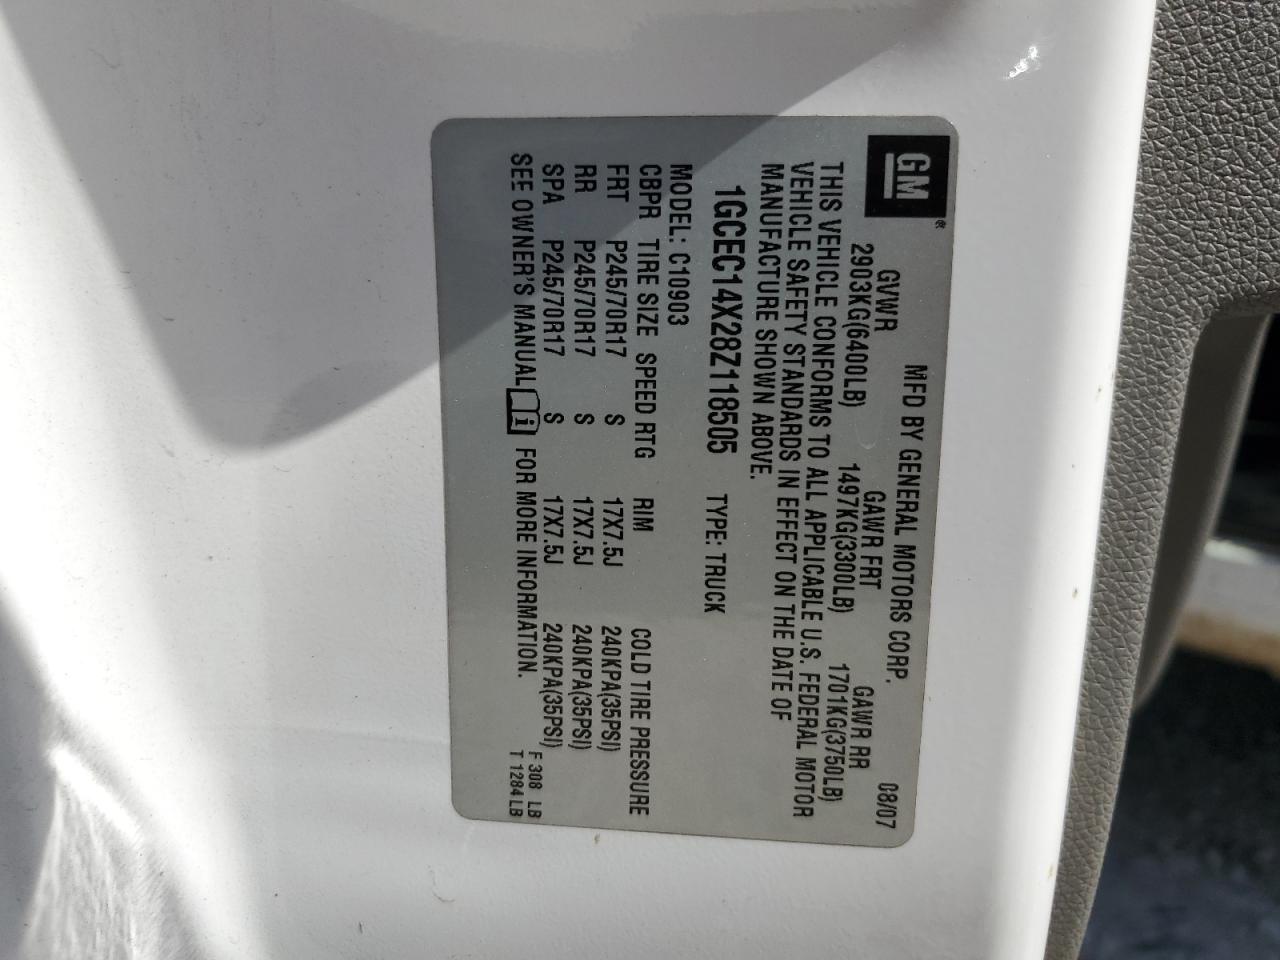 GM®
MFD BY GENERAL MOTORS CORP. 08/07
GVWR GAWR FRT GAWR RR
2903KG(6400LB) 1497KG(3300LB) 1701KG(3750LB)
THIS VEHICLE CONFORMS TO ALL APPLICABLE U.S. FEDERAL MOTOR
VEHICLE SAFETY STANDARDS IN EFFECT ON THE DATE OF
MANUFACTURE SHOWN ABOVE.
1GCEC14X28Z118505 TYPE: TRUCK
MODEL: C10903
CBPR TIRE SIZE SPEED RTG RIM COLD TIRE PRESSURE
FRT P245/70R17 S 17X7.5J 240KPA(35PSI)
RR P245/70R17 S 17X7.5J 240KPA(35PSI)
SPA P245/70R17 S 17X7.5J 240KPA(35PSI) F 308 LB
SEE OWNER'S MANUAL i FOR MORE INFORMATION. T 1284LB